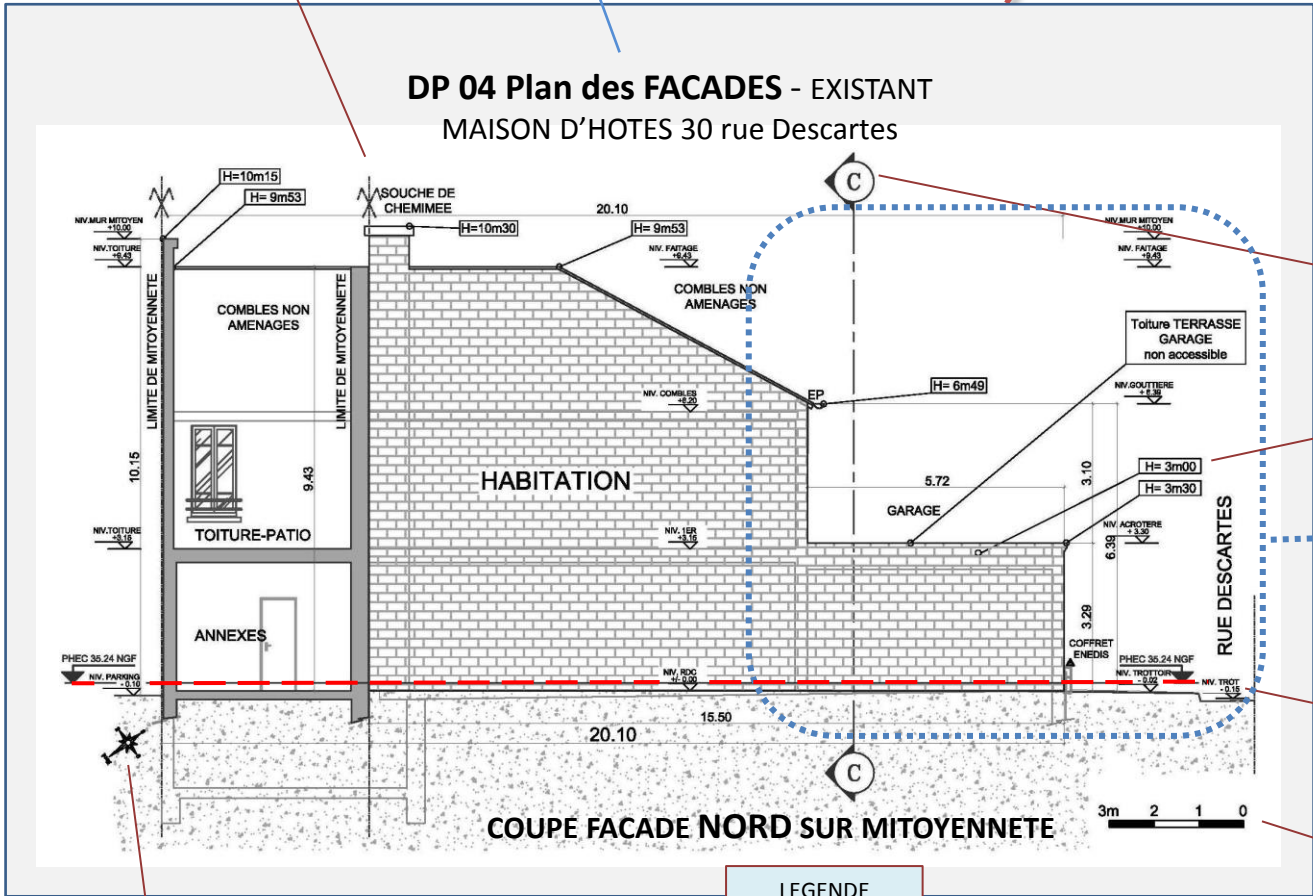 DP 04 Plan des FACADES - EXISTANT
MAISON D'HOTES 30 rue Descartes
H=10m15
H= 9m53
SOUCHE DE
CHEMIMEE
C
20.10
H=10m30
H= 9m53
NIV.MUR MITOYEN
+10.00
NIV.TOITURE
+9.43
NIV. FAITAGE
+9.43
NIV.MUR MITOYEN
+10.00
NIV. FAITAGE
+9.43
COMBLES NON
AMENAGES
COMBLES NON
AMENAGES
LIMITE DE MITOYENNETE
LIMITE DE MITOYENNETE
Toiture TERRASSE
GARAGE
non accessible
NIV. COMBLES
+6.20
EP
H= 6m49
NIV.GOUTTIERE
+ 6.39
10.15
9.43
HABITATION
5.72
3.10
H= 3m00
H= 3m30
GARAGE
TOITURE-PATIO
NIV.TOITURE
+3.15
NIV. 1ER
+3.15
NIV. ACROTERE
+ 3.30
6.39
RUE DESCARTES
3.29
ANNEXES
COFFRET
ENEDIS
PHEC 35.24 NGF
NIV. PARKING
- 0.10
NIV. RDC
+/- 0.00
PHEC 35.24 NGF
NIV. TROTTOIR
- 0.02
NIV. TROT
- 0.15
15.50
20.10
C
COUPE FACADE NORD SUR MITOYENNETE
3m 2 1 0
LEGENDE